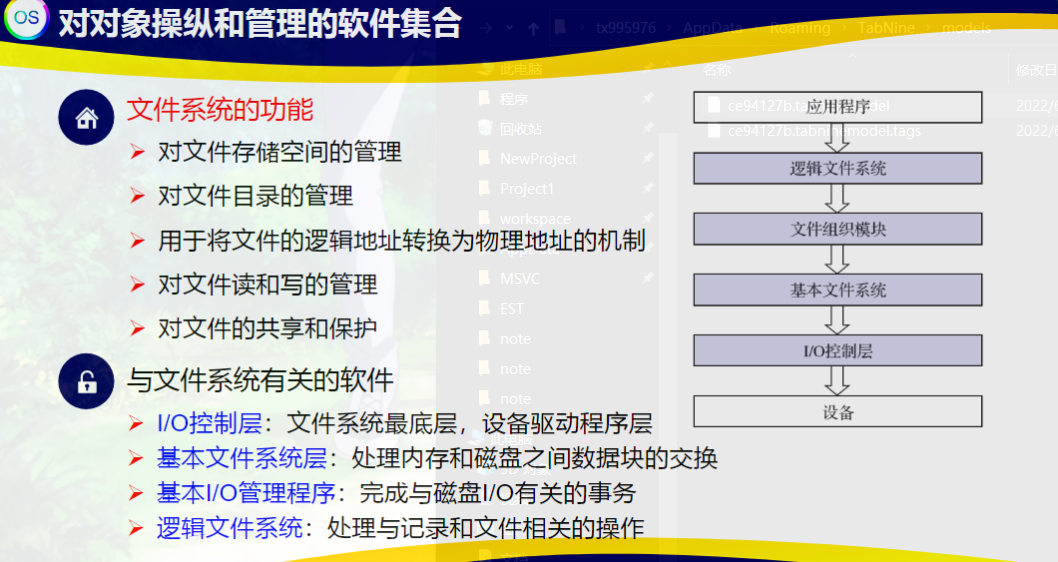 OS
对对象操纵和管理的软件集合
tx995976 › AppData › Roaming › TabNine › models
文件系统的功能
对文件存储空间的管理
对文件目录的管理
用于将文件的逻辑地址转换为物理地址的机制
对文件读和写的管理
对文件的共享和保护
与文件系统有关的软件
I/O控制层：文件系统最底层，设备驱动程序层
基本文件系统层：处理内存和磁盘之间数据块的交换
基本I/O管理程序：完成与磁盘I/O有关的事务
逻辑文件系统：处理与记录和文件相关的操作
此电脑
程序
回收站
NewProject
Project1
workspace
MSVC
EST
note
note
note
此电脑
名称
修改日
ce94127b.tabninemodel.tags
2022/
2022/
应用程序
逻辑文件系统
文件组织模块
基本文件系统
I/O控制层
设备